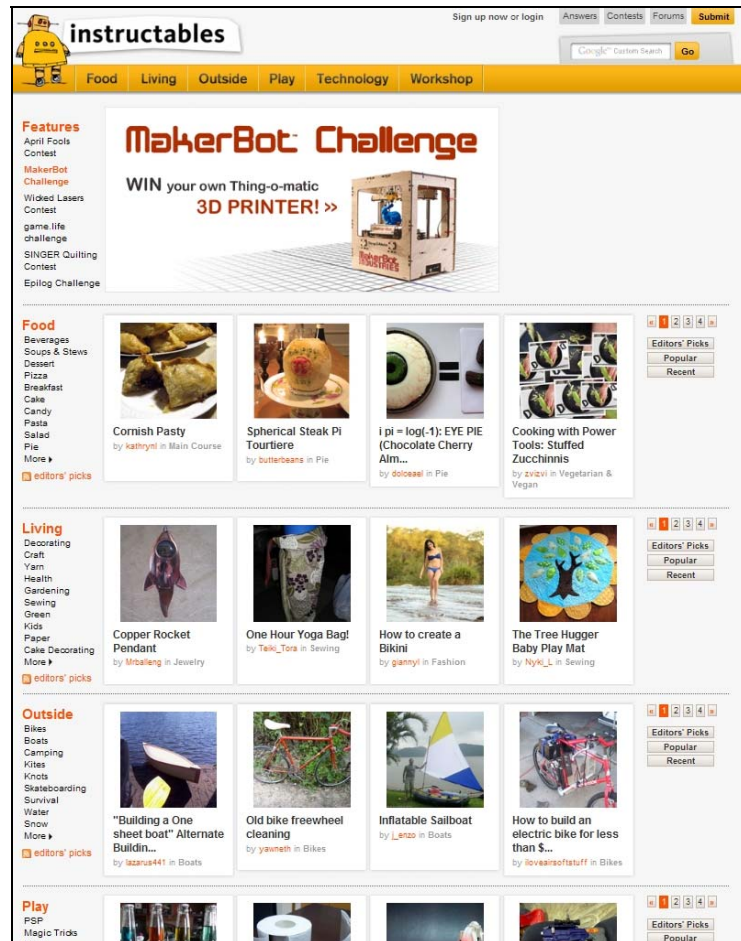 instructables
Sign up now or login
Answers Contests Forums Submit
Google™ Custom Search Go
Food Living Outside Play Technology Workshop
Features
April Fools
Contest
MakerBot
Challenge
Wicked Lasers
Contest
game.life
challenge
SINGER Quilting
Contest
Epilog Challenge
MakerBot Challenge
WIN your own Thing-o-matic
3D PRINTER! »
MakerBot
INDUSTRIES
Food
Beverages
Soups & Stews
Dessert
Pizza
Breakfast
Cake
Candy
Pasta
Salad
Pie
More
editors' picks
Cornish Pasty
by kathrynl in Main Course
Spherical Steak Pi
Tourtiere
by butterbeans in Pie
i pi = log(-1): EYE PIE
(Chocolate Cherry
Alm...
by doloseal in Pie
Cooking with Power
Tools: Stuffed
Zucchinnis
by zvizvi in Vegetarian &
Vegan
« 1 2 3 4 »
Editors' Picks
Popular
Recent
Living
Decorating
Craft
Yarn
Health
Gardening
Sewing
Green
Kids
Paper
Cake Decorating
More
editors' picks
Copper Rocket
Pendant
by Mrballeng in Jewelry
One Hour Yoga Bag!
by Teiki_Tora in Sewing
How to create a
Bikini
by giannyl in Fashion
The Tree Hugger
Baby Play Mat
by Nyki_L in Sewing
« 1 2 3 4 »
Editors' Picks
Popular
Recent
Outside
Bikes
Boats
Camping
Kites
Knots
Skateboarding
Survival
Water
Snow
More
editors' picks
"Building a One
sheet boat" Alternate
Buildin...
by lazarus441 in Boats
Old bike freewheel
cleaning
by yawneth in Bikes
Inflatable Sailboat
by j_enzo in Boats
How to build an
electric bike for less
than $...
by iloveairsoftstuff in Bikes
« 1 2 3 4 »
Editors' Picks
Popular
Recent
Play
PSP
Magic Tricks
« 1 2 3 4 »
Editors' Picks
Popular